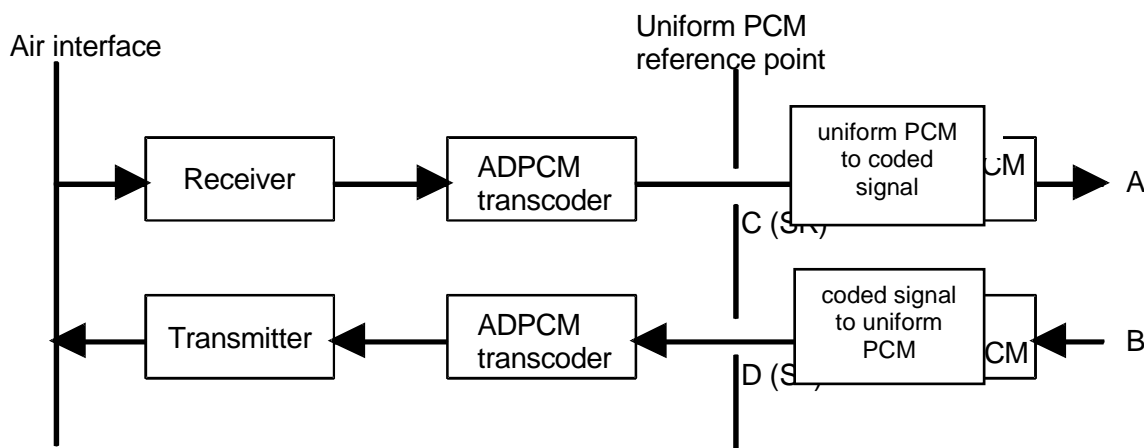 Air interface
Uniform PCM
reference point
Receiver
ADPCM
transcoder
uniform PCM
to coded
signal
A
C
Transmitter
ADPCM
transcoder
coded signal
to uniform
PCM
B
D